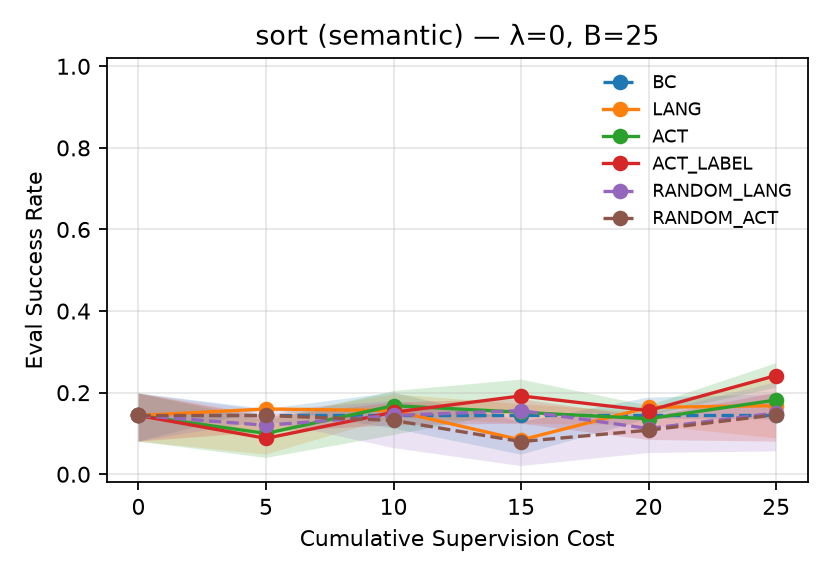 sort (semantic) — λ=0, B=25
1.0
0.8
0.6
0.4
0.2
0.0
Eval Success Rate
BC
LANG
ACT
ACT_LABEL
RANDOM_LANG
RANDOM_ACT
0 5 10 15 20 25
Cumulative Supervision Cost